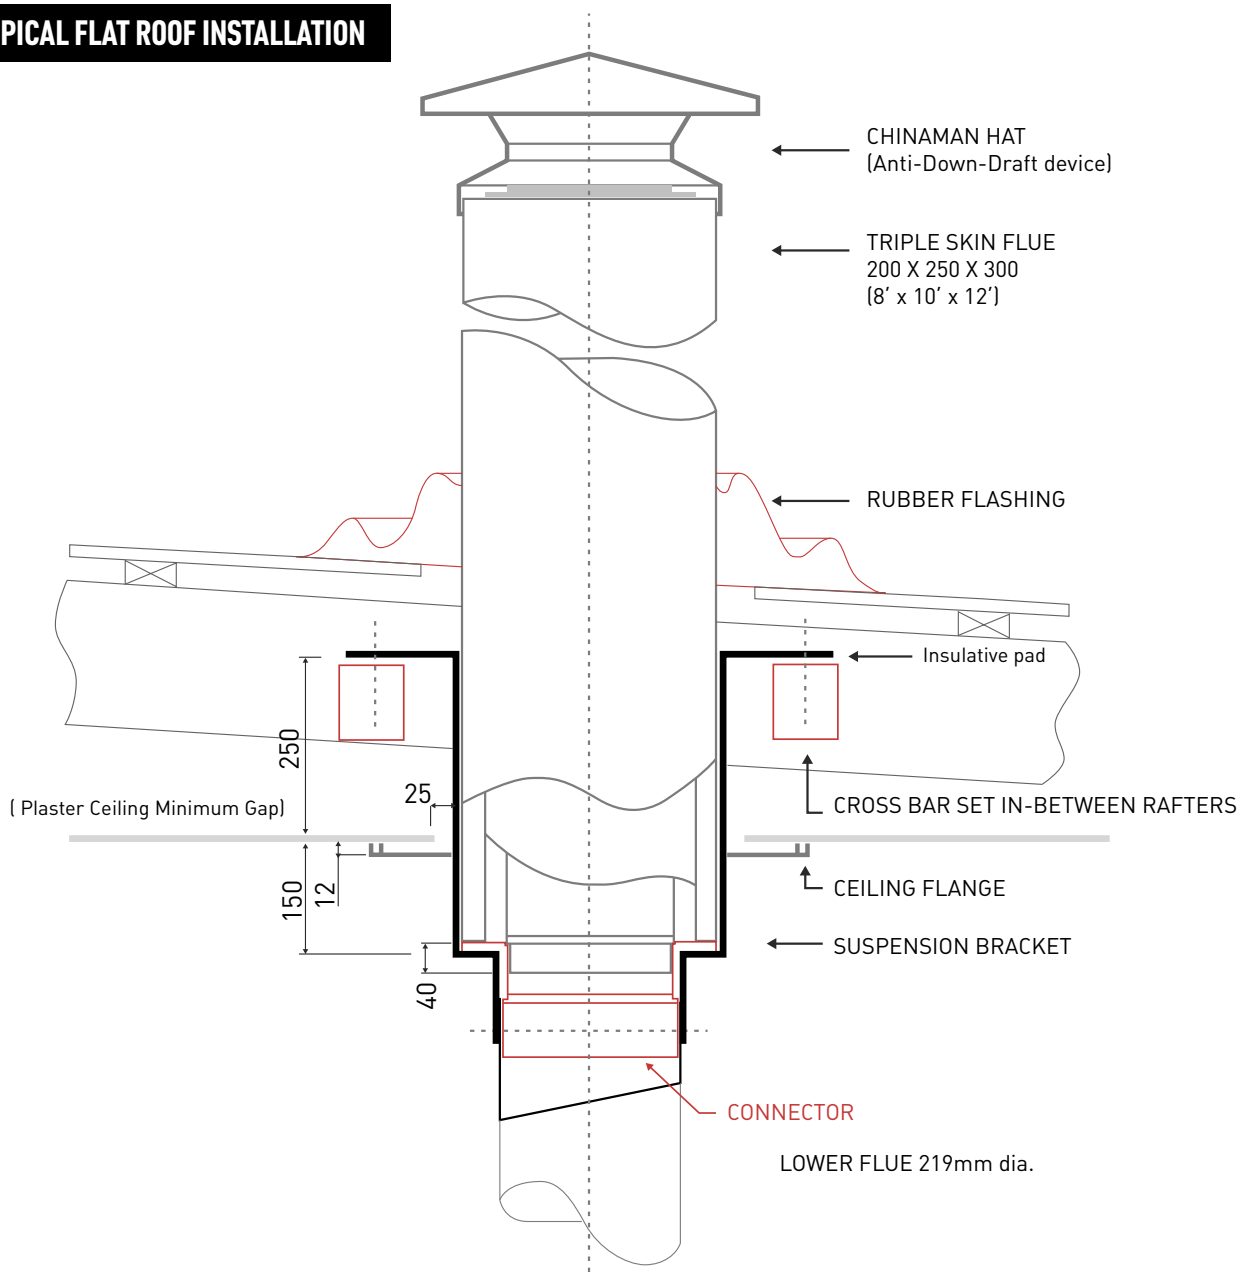 PICAL FLAT ROOF INSTALLATION
CHINAMAN HAT
(Anti-Down-Draft device)
TRIPLE SKIN FLUE
200 X 250 X 300
(8’ x 10’ x 12’)
RUBBER FLASHING
Insulative pad
250
25
( Plaster Ceiling Minimum Gap)
CROSS BAR SET IN-BETWEEN RAFTERS
150
12
CEILING FLANGE
SUSPENSION BRACKET
40
CONNECTOR
LOWER FLUE 219mm dia.